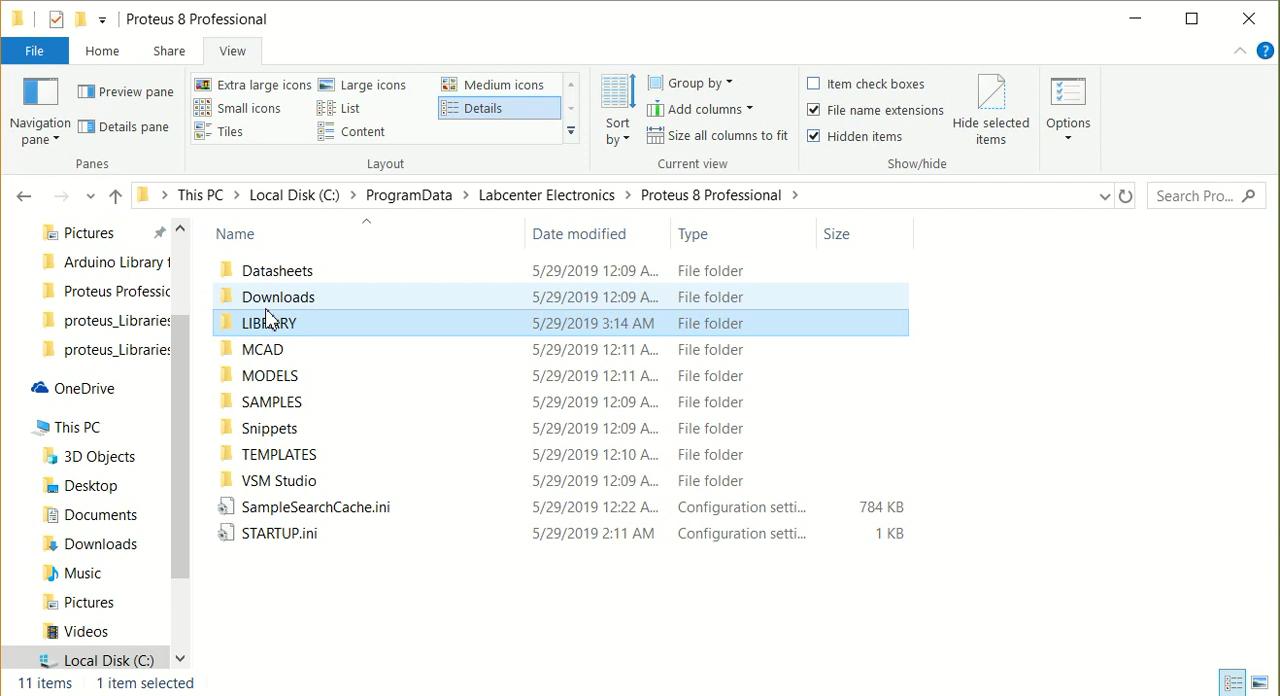 Proteus 8 Professional
File Home Share View
Navigation pane
Preview pane
Details pane
Panes
Extra large icons Large icons Medium icons
Small icons List Details
Tiles Content
Layout
Sort by
Group by
Add columns
Size all columns to fit
Current view
Item check boxes
File name extensions
Hidden items
Hide selected items
Show/hide
Options
This PC > Local Disk (C:) > ProgramData > Labcenter Electronics > Proteus 8 Professional >
Search Pro...
Pictures
Arduino Library f
Proteus Professic
proteus_Libraries
proteus_Libraries
OneDrive
This PC
3D Objects
Desktop
Documents
Downloads
Music
Pictures
Videos
Local Disk (C:)
Name Date modified Type Size
Datasheets 5/29/2019 12:09 A... File folder
Downloads 5/29/2019 12:09 A... File folder
LIBRARY 5/29/2019 3:14 AM File folder
MCAD 5/29/2019 12:11 A... File folder
MODELS 5/29/2019 12:11 A... File folder
SAMPLES 5/29/2019 12:09 A... File folder
Snippets 5/29/2019 12:09 A... File folder
TEMPLATES 5/29/2019 12:10 A... File folder
VSM Studio 5/29/2019 12:09 A... File folder
SampleSearchCache.ini 5/29/2019 12:22 A... Configuration setti... 784 KB
STARTUP.ini 5/29/2019 2:11 AM Configuration setti... 1 KB
11 items 1 item selected